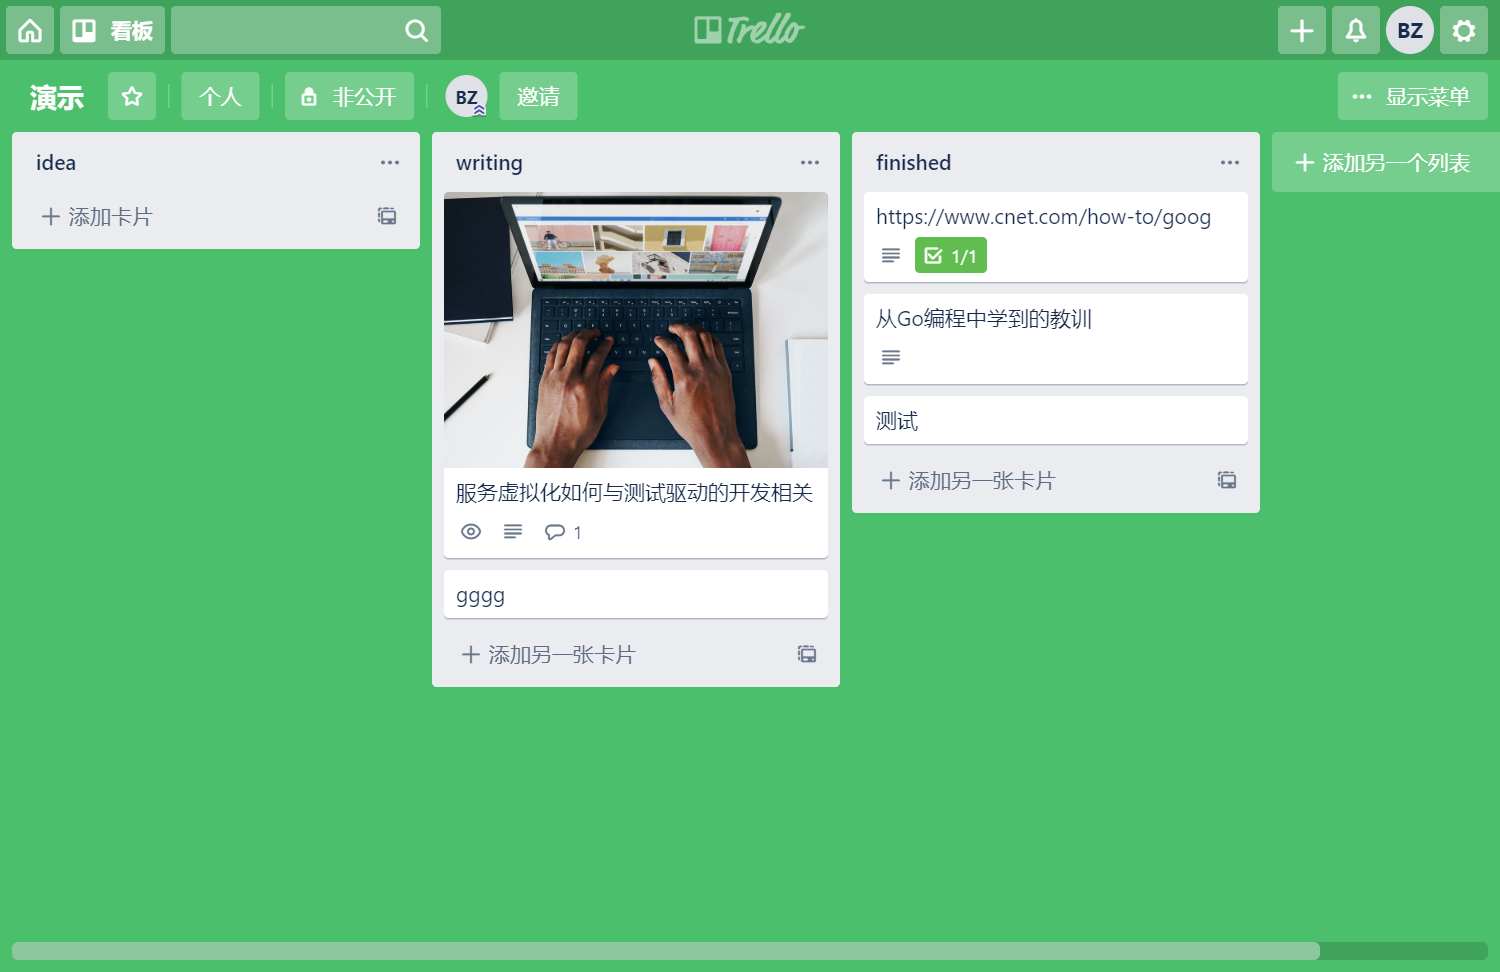 看板
Trello
BZ
演示
个人
非公开
BZ
邀请
显示菜单
idea
添加卡片
writing
服务虚拟化如何与测试驱动的开发相关
1
gggg
添加另一张卡片
finished
https://www.cnet.com/how-to/goog
1/1
从Go编程中学到的教训
测试
添加另一张卡片
添加另一个列表